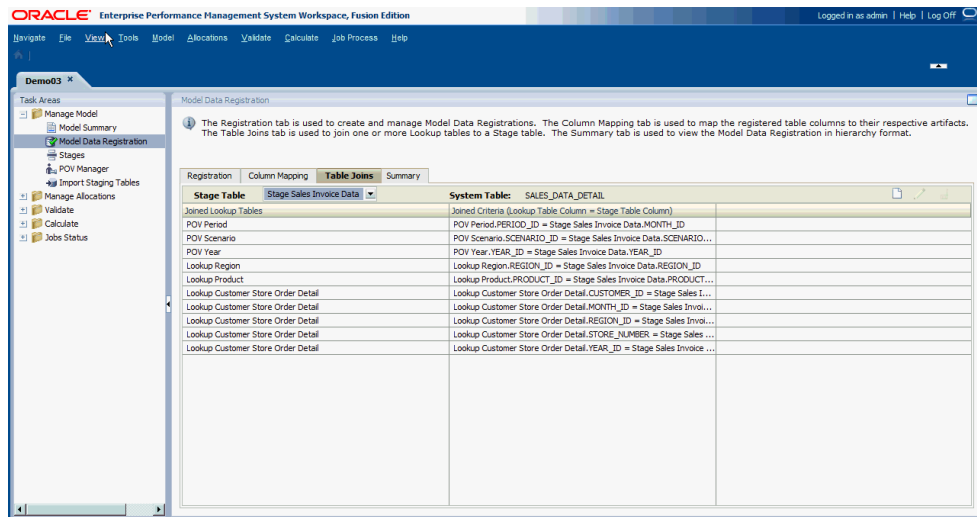 ORACLE Enterprise Performance Management System Workspace, Fusion Edition
Logged in as admin | Help | Log Off
Navigate File View Tools Model Allocations Validate Calculate Job Process Help
Demo03 ×
Task Areas
Manage Model
Model Summary
Model Data Registration
Stages
POV Manager
Import Staging Tables
Manage Allocations
Validate
Calculate
Jobs Status
Model Data Registration
The Registration tab is used to create and manage Model Data Registrations. The Column Mapping tab is used to map the registered table columns to their respective artifacts.
The Table Joins tab is used to join one or more Lookup tables to a Stage table. The Summary tab is used to view the Model Data Registration in hierarchy format.
Registration Column Mapping Table Joins Summary
Stage Table Stage Sales Invoice Data System Table: SALES_DATA_DETAIL
Joined Lookup Tables Joined Criteria (Lookup Table Column = Stage Table Column)
POV Period POV Period.PERIOD_ID = Stage Sales Invoice Data.MONTH_ID
POV Scenario POV Scenario.SCENARIO_ID = Stage Sales Invoice Data.SCENARIO...
POV Year POV Year.YEAR_ID = Stage Sales Invoice Data.YEAR_ID
Lookup Region Lookup Region.REGION_ID = Stage Sales Invoice Data.REGION_ID
Lookup Product Lookup Product.PRODUCT_ID = Stage Sales Invoice Data.PRODUCT...
Lookup Customer Store Order Detail Lookup Customer Store Order Detail.CUSTOMER_ID = Stage Sales I...
Lookup Customer Store Order Detail Lookup Customer Store Order Detail.MONTH_ID = Stage Sales Invoi...
Lookup Customer Store Order Detail Lookup Customer Store Order Detail.REGION_ID = Stage Sales Invoi...
Lookup Customer Store Order Detail Lookup Customer Store Order Detail.STORE_NUMBER = Stage Sales ...
Lookup Customer Store Order Detail Lookup Customer Store Order Detail.YEAR_ID = Stage Sales Invoice ...